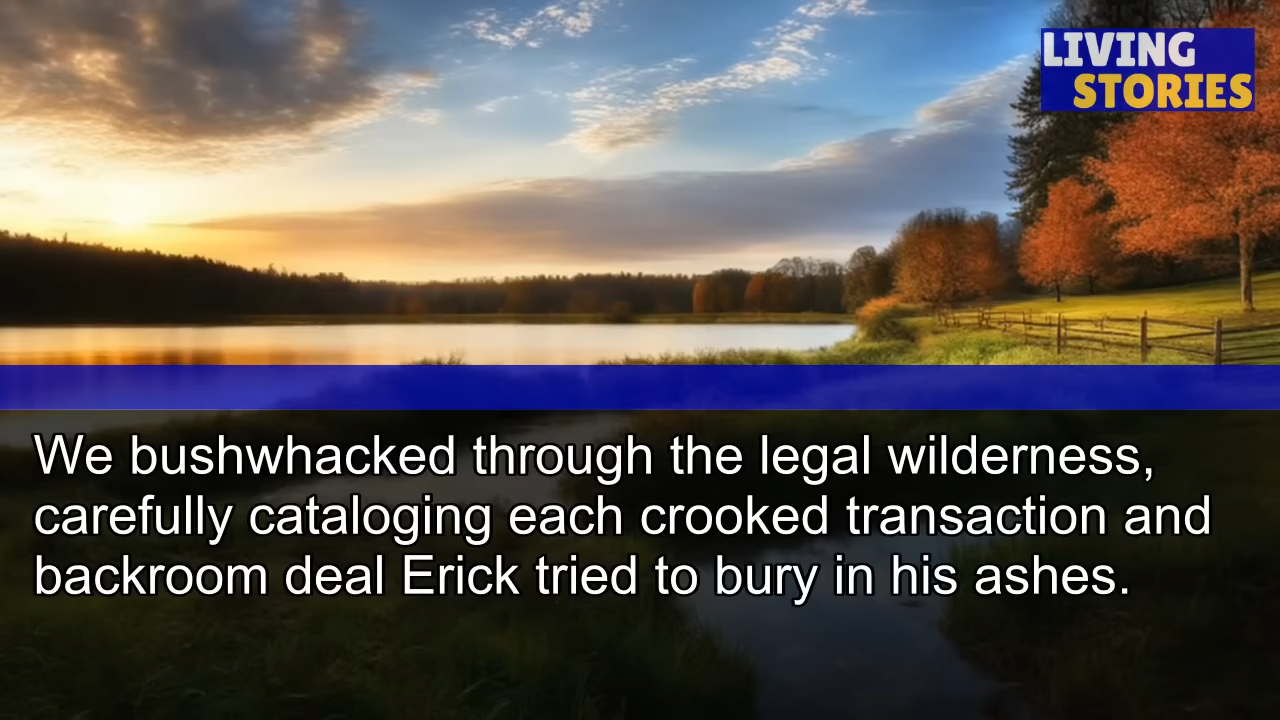 LIVING
STORIES
We bushwhacked through the legal wilderness,
carefully cataloging each crooked transaction and
backroom deal Erick tried to bury in his ashes.